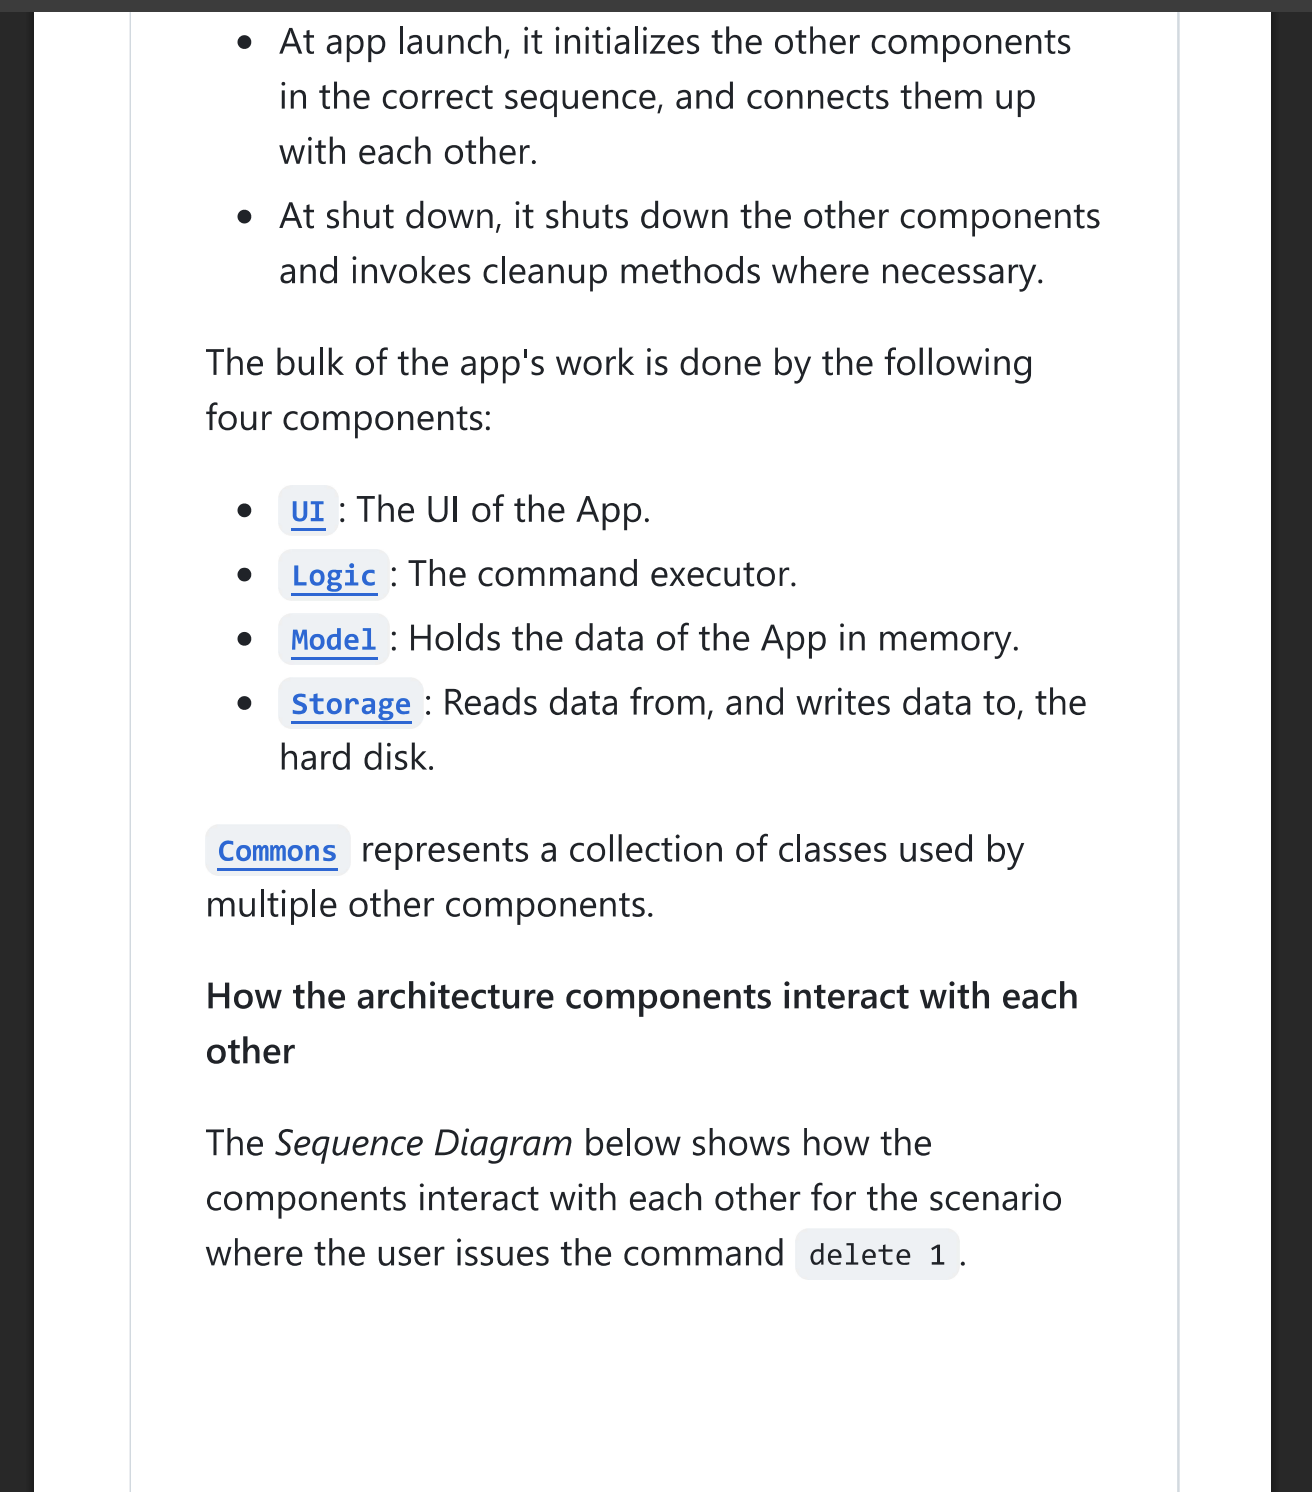 At app launch, it initializes the other components
in the correct sequence, and connects them up
with each other.
At shut down, it shuts down the other components
and invokes cleanup methods where necessary.
The bulk of the app's work is done by the following
four components:
UI: The UI of the App.
Logic: The command executor.
Model: Holds the data of the App in memory.
Storage: Reads data from, and writes data to, the
hard disk.
Commons represents a collection of classes used by
multiple other components.
How the architecture components interact with each
other
The Sequence Diagram below shows how the
components interact with each other for the scenario
where the user issues the command delete 1.